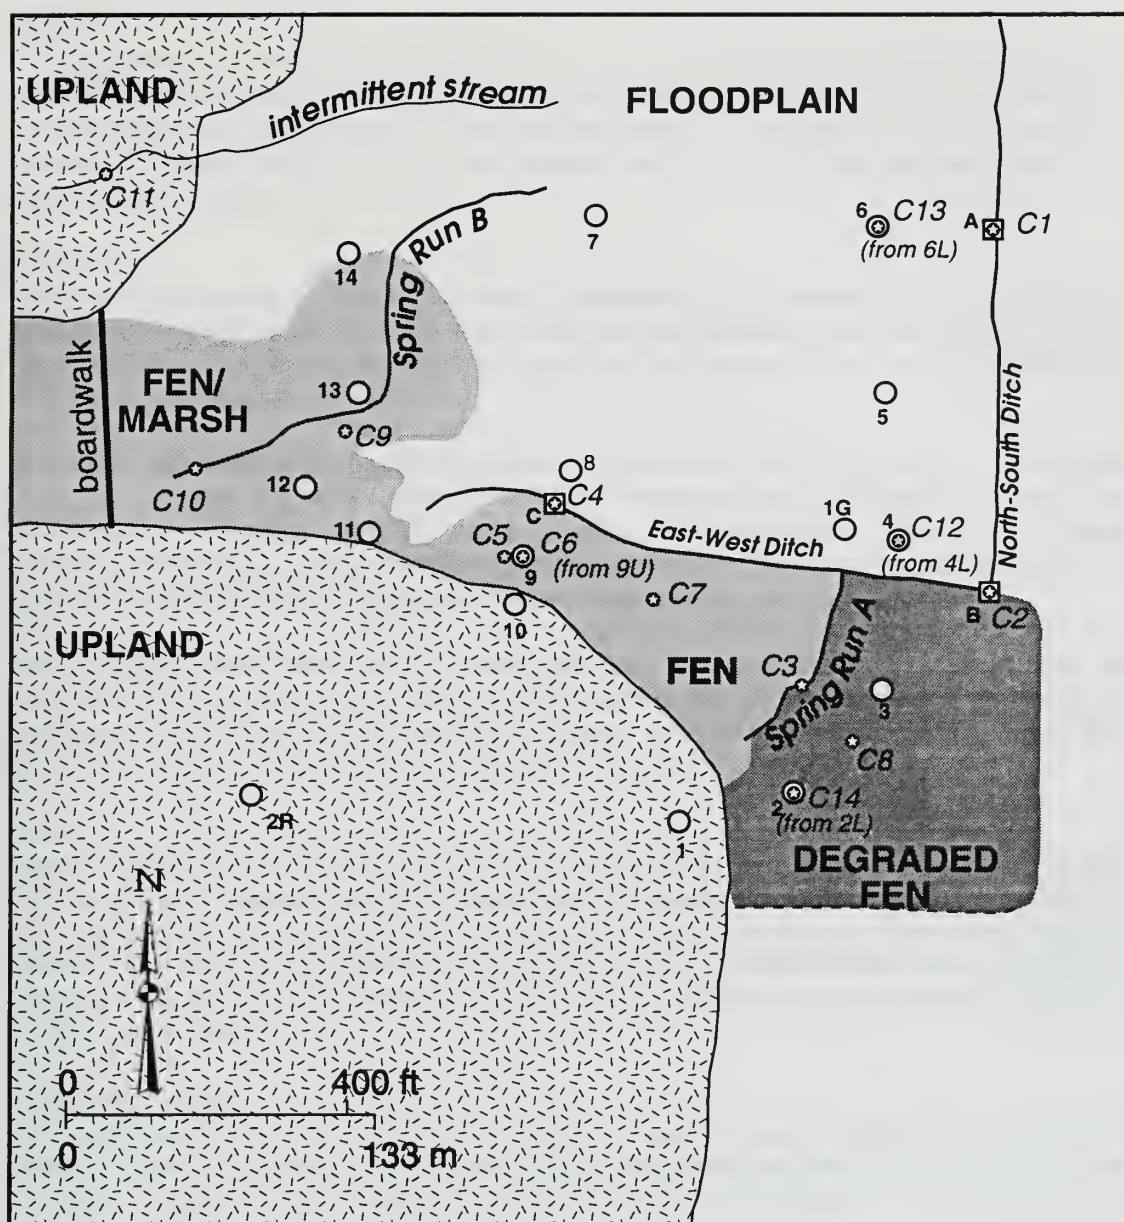 UPLAND
intermittent stream
FLOODPLAIN
C11
Spring Run B
7
6
C13
(from 6L)
A
C1
14
boardwalk
FEN/
MARSH
13
C9
5
North-South Ditch
C10
12
8
C4
C
11
C5
C6
(from 9U)
9
East-West Ditch
1G
4
C12
(from 4L)
10
C7
B
C2
UPLAND
FEN
C3
Spring Run A
3
C8
2R
1
2
C14
(from 2L)
DEGRADED
FEN
N
0
400 ft
0
133 m